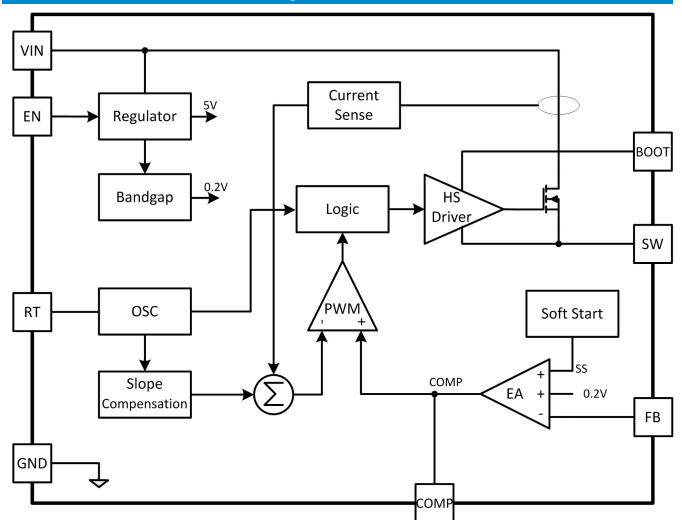 VIN
EN
Regulator
5V
Bandgap
0.2V
Current
Sense
BOOT
Logic
HS
Driver
SW
RT
OSC
PWM
-
+
Soft Start
SS
Slope
Compensation
Σ
COMP
EA
+
+
-
0.2V
FB
GND
COMP